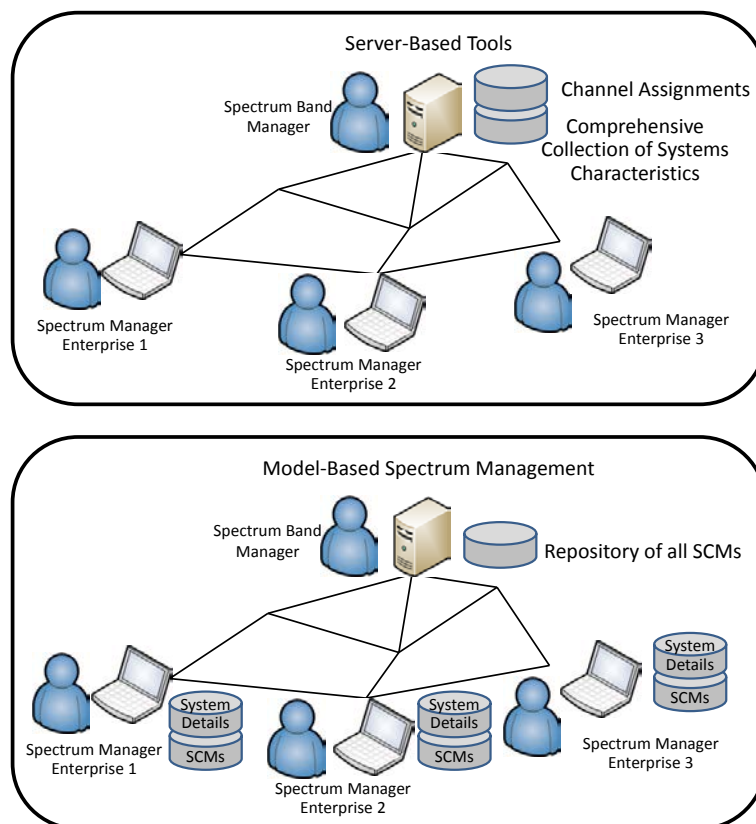 Server-Based Tools
Spectrum Band
Manager
Channel Assignments
Comprehensive
Collection of Systems
Characteristics
Spectrum Manager
Enterprise 1
Spectrum Manager
Enterprise 2
Spectrum Manager
Enterprise 3
Model-Based Spectrum Management
Spectrum Band
Manager
Repository of all SCMs
Spectrum Manager
Enterprise 1
System
Details
SCMs
Spectrum Manager
Enterprise 2
System
Details
SCMs
Spectrum Manager
Enterprise 3
System
Details
SCMs